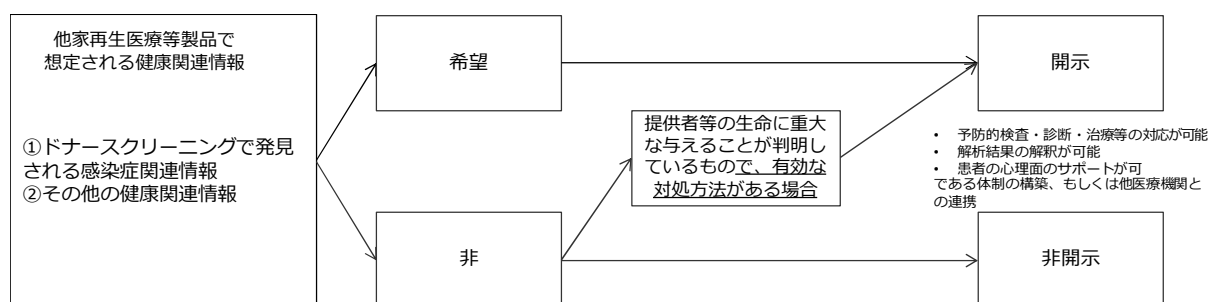 他家再生医療等製品で
想定される健康関連情報
①ドナースクリーニングで発見
される感染症関連情報
②その他の健康関連情報
希望
非
提供者等の生命に重大
な与えることが判明
しているもので、有効な
対処方法がある場合
開示
• 予防的検査・診断・治療等の対応が可能
• 解析結果の解釈が可能
• 患者の心理面のサポートが可
である体制の構築、もしくは他医療機関と
の連携
非開示